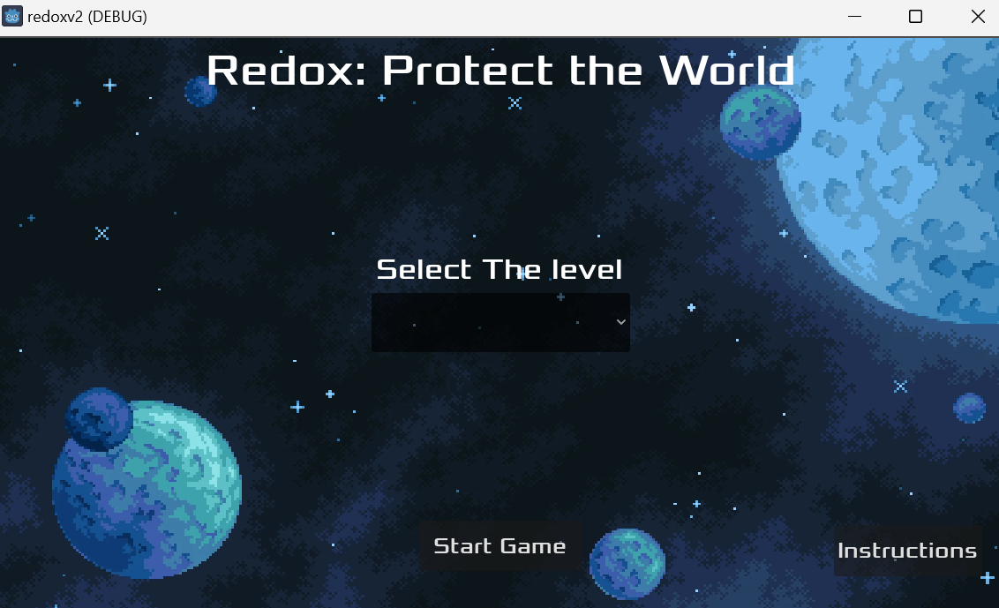 redoxv2 (DEBUG)
Redox: Protect the World
Select The level
Start Game
Instructions